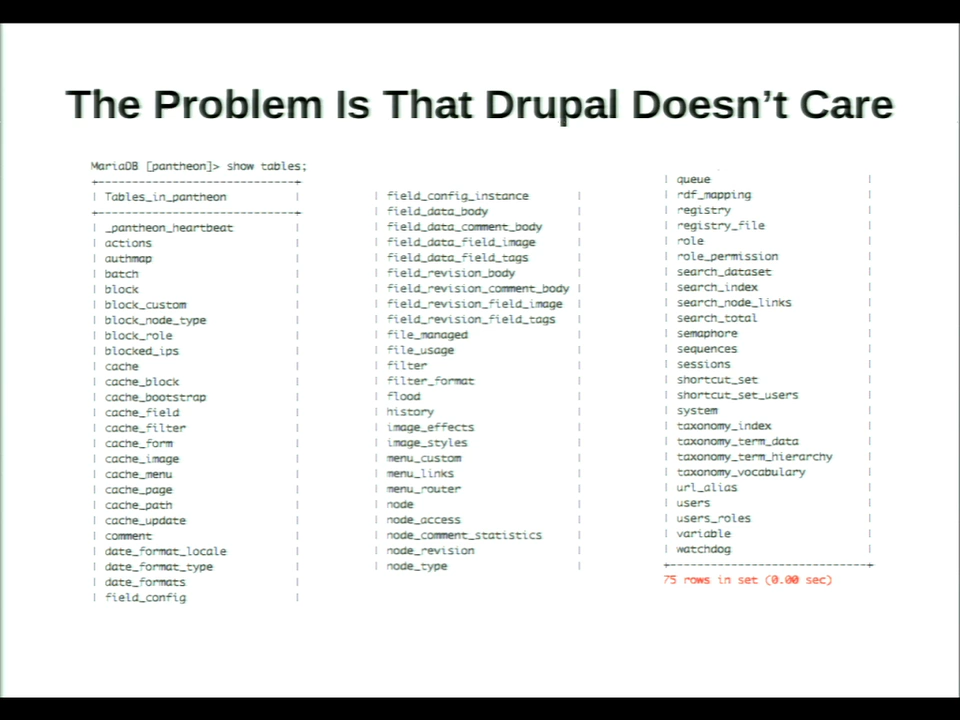 The Problem Is That Drupal Doesn't Care
MariaDB [pantheon]> show tables;
+---------------------------+
| Tables_in_pantheon |
+---------------------------+
| _pantheon_heartbeat |
| actions |
| authmap |
| batch |
| block |
| block_custom |
| block_node_type |
| block_role |
| blocked_ips |
| cache |
| cache_block |
| cache_bootstrap |
| cache_field |
| cache_filter |
| cache_form |
| cache_image |
| cache_menu |
| cache_page |
| cache_path |
| cache_update |
| comment |
| date_format_locale |
| date_format_type |
| date_formats |
| field_config |
| field_config_instance |
| field_data_body |
| field_data_comment_body |
| field_data_field_image |
| field_data_field_tags |
| field_revision_body |
| field_revision_comment_body |
| field_revision_field_image |
| field_revision_field_tags |
| file_managed |
| file_usage |
| filter |
| filter_format |
| flood |
| history |
| image_effects |
| image_styles |
| menu_custom |
| menu_links |
| menu_router |
| node |
| node_access |
| node_comment_statistics |
| node_revision |
| node_type |
| queue |
| rdf_mapping |
| registry |
| registry_file |
| role |
| role_permission |
| search_dataset |
| search_index |
| search_node_links |
| search_total |
| semaphore |
| sequences |
| sessions |
| shortcut_set |
| shortcut_set_users |
| system |
| taxonomy_index |
| taxonomy_term_data |
| taxonomy_term_hierarchy |
| taxonomy_vocabulary |
| url_alias |
| users |
| users_roles |
| variable |
| watchdog |
+---------------------------+
75 rows in set (0.00 sec)